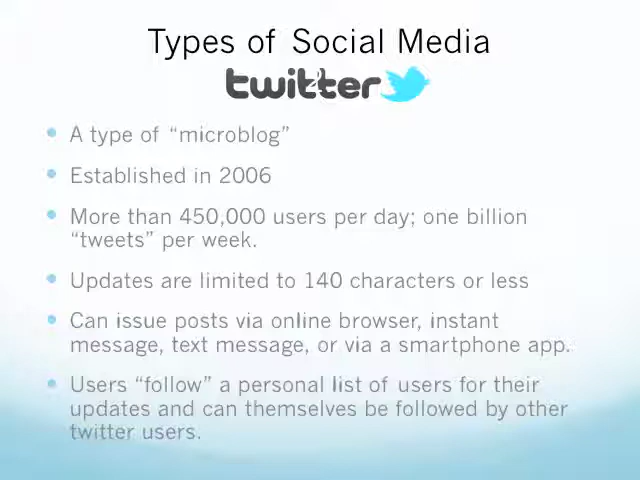 Types of Social Media
twitter
A type of “microblog”
Established in 2006
More than 450,000 users per day; one billion
“tweets” per week.
Updates are limited to 140 characters or less
Can issue posts via online browser, instant
message, text message, or via a smartphone app.
Users “follow” a personal list of users for their
updates and can themselves be followed by other
twitter users.